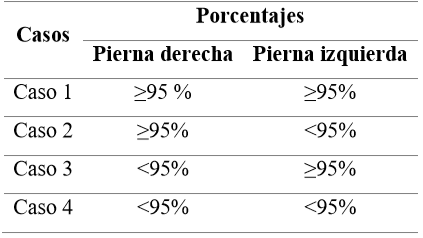 Casos Porcentajes
Pierna derecha Pierna izquierda
Caso 1 ≥95 % ≥95%
Caso 2 ≥95% <95%
Caso 3 <95% ≥95%
Caso 4 <95% <95%